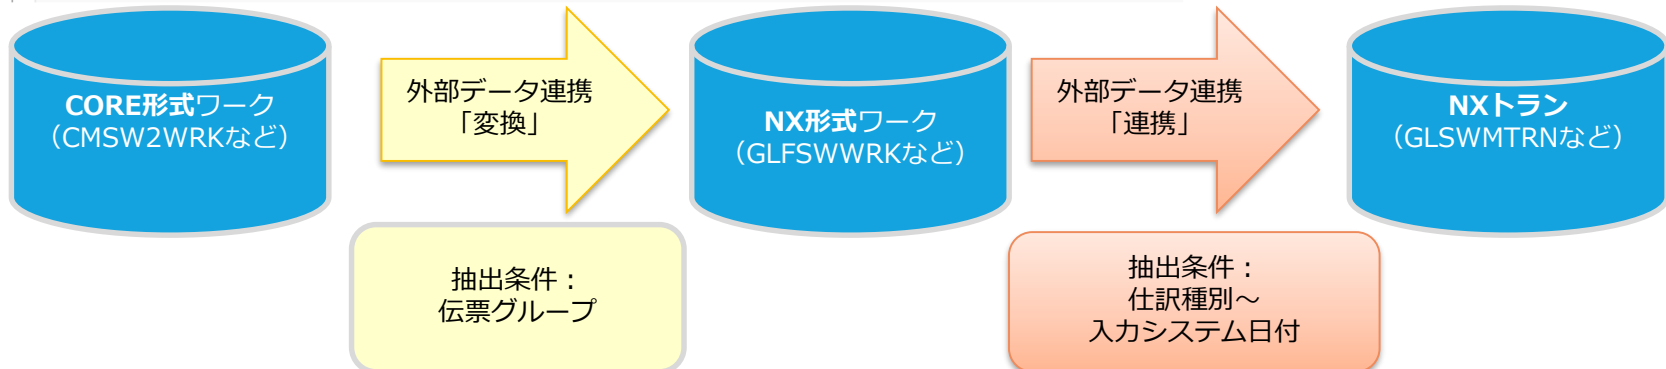 CORE形式ワーク
（CMSW2WRKなど）
外部データ連携
「変換」
NX形式ワーク
（GLFSWWRKなど）
外部データ連携
「連携」
NXトラン
（GLSWMTRNなど）
抽出条件：
伝票グループ
抽出条件：
仕訳種別～
入力システム日付